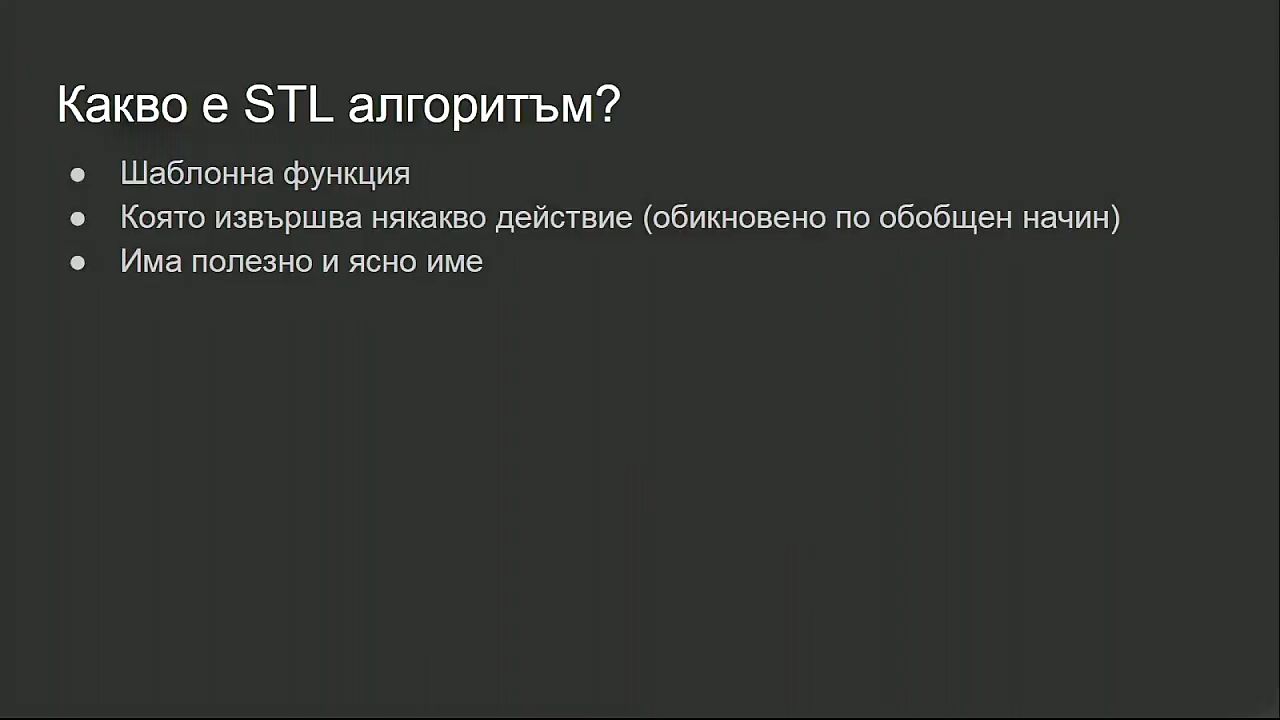 Какво е STL алгоритъм?
● Шаблонна функция
● Която извършва някакво действие (обикновено по обобщен начин)
● Има полезно и ясно име